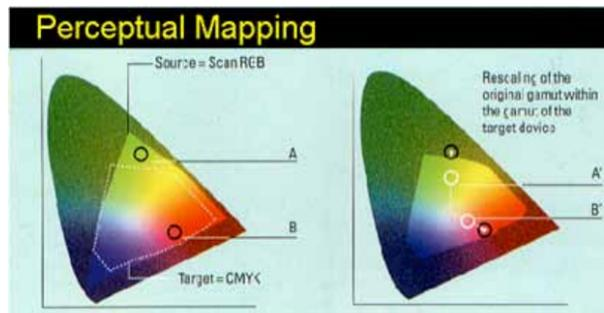 Perceptual Mapping
Source = Scan RGB
A
B
Target = CMYK
Rescaling of the
original gamut within
the gamut of the
target device
A'
B'